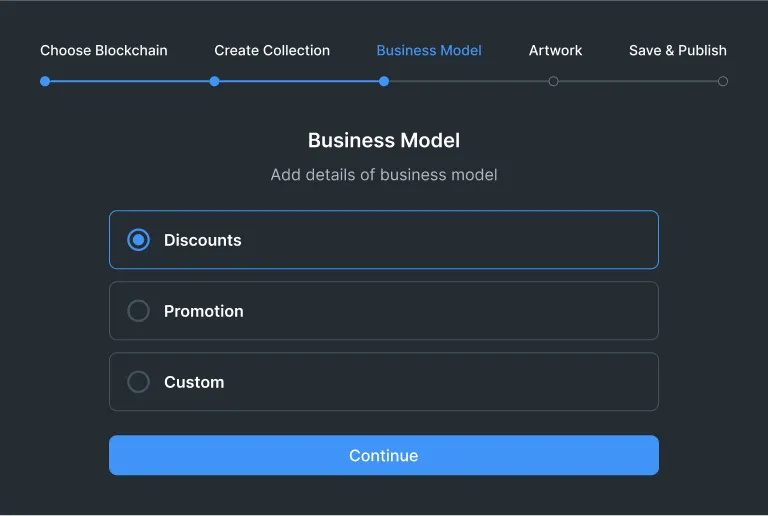 Choose Blockchain Create Collection Business Model Artwork Save & Publish
Business Model
Add details of business model
Discounts
Promotion
Custom
Continue